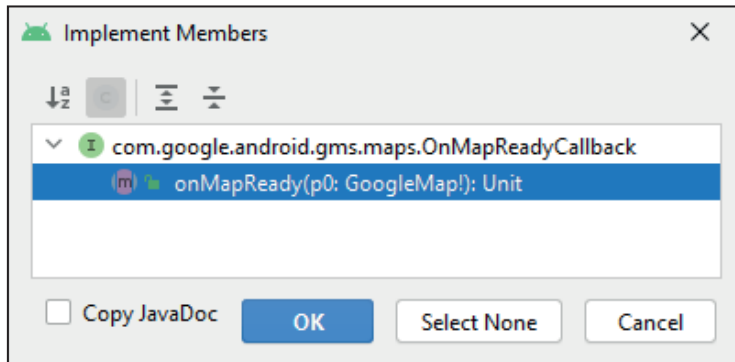 Implement Members
com.google.android.gms.maps.OnMapReadyCallback
onMapReady(p0: GoogleMap!): Unit
Copy JavaDoc
OK
Select None
Cancel